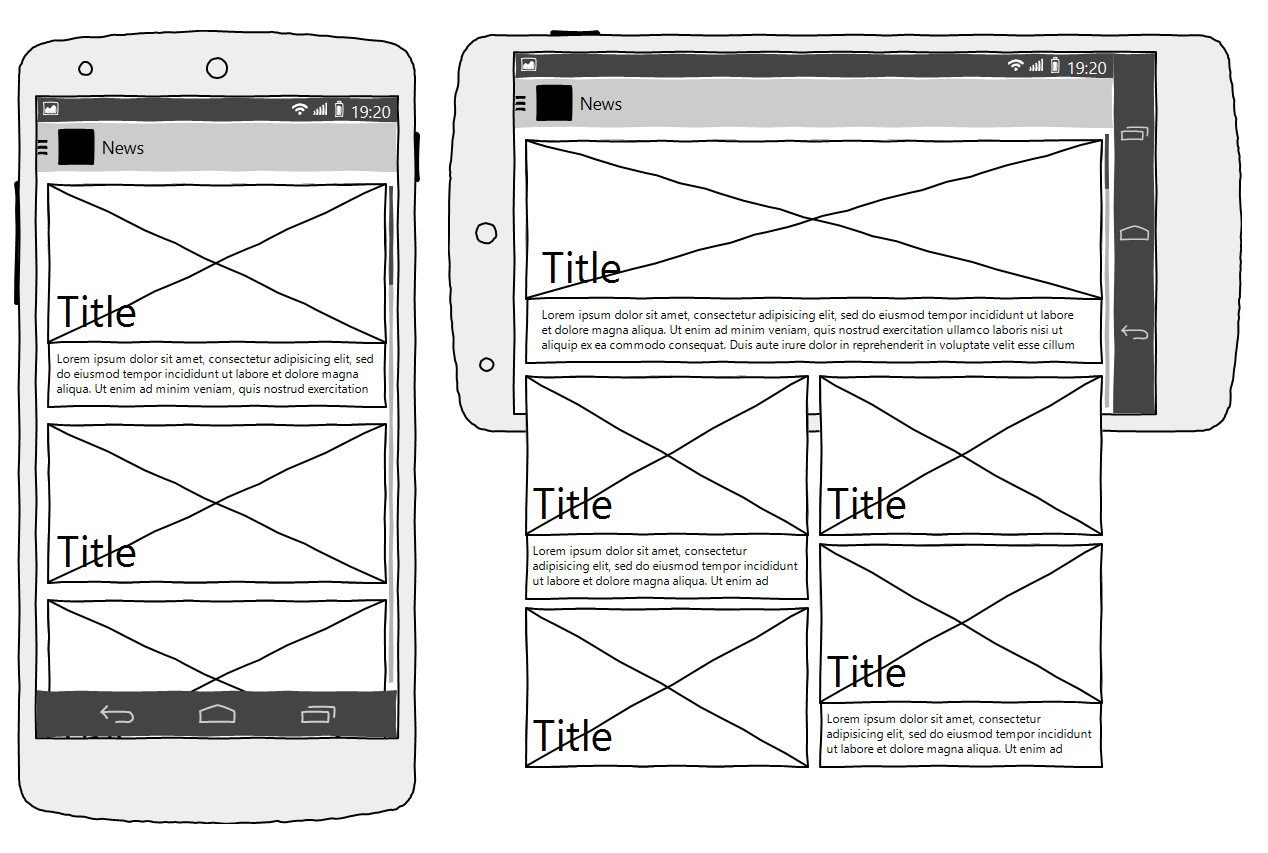 19:20
News
Title
Lorem ipsum dolor sit amet, consectetur adipisicing elit, sed
do eiusmod tempor incididunt ut labore et dolore magna
aliqua. Ut enim ad minim veniam, quis nostrud exercitation
Title
19:20
News
Title
Lorem ipsum dolor sit amet, consectetur adipisicing elit, sed do eiusmod tempor incididunt ut labore
et dolore magna aliqua. Ut enim ad minim veniam, quis nostrud exercitation ullamco laboris nisi ut
aliquip ex ea commodo consequat. Duis aute irure dolor in reprehenderit in voluptate velit esse cillum
Title
Lorem ipsum dolor sit amet, consectetur
adipisicing elit, sed do eiusmod tempor incididunt
ut labore et dolore magna aliqua. Ut enim ad
Title
Title
Title
Lorem ipsum dolor sit amet, consectetur
adipisicing elit, sed do eiusmod tempor incididunt
ut labore et dolore magna aliqua. Ut enim ad